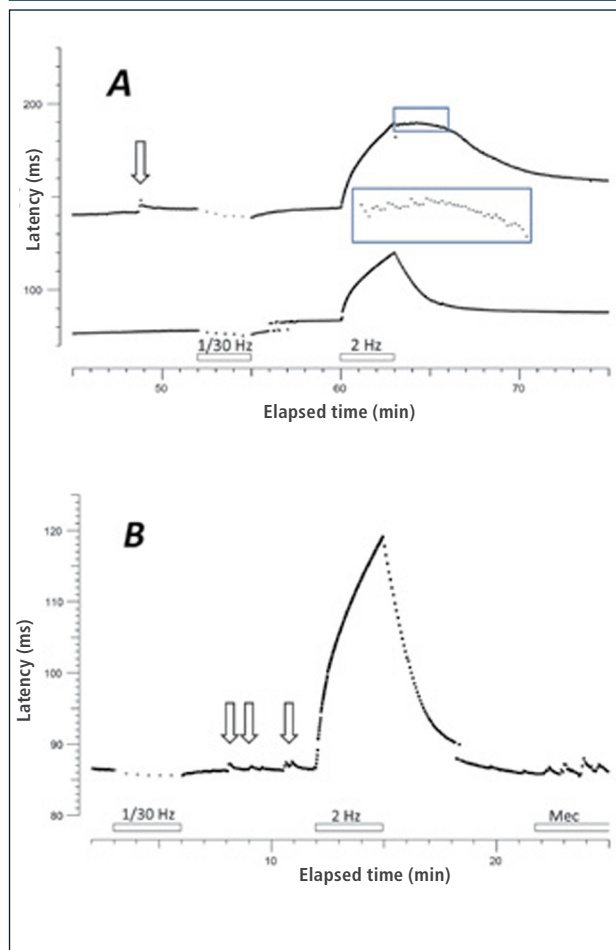 A
200
Latency (ms)
100
1/30 Hz
2 Hz
50
60
70
Elapsed time (min)
B
120
110
Latency (ms)
100
90
80
1/30 Hz
2 Hz
Mec
10
20
Elapsed time (min)